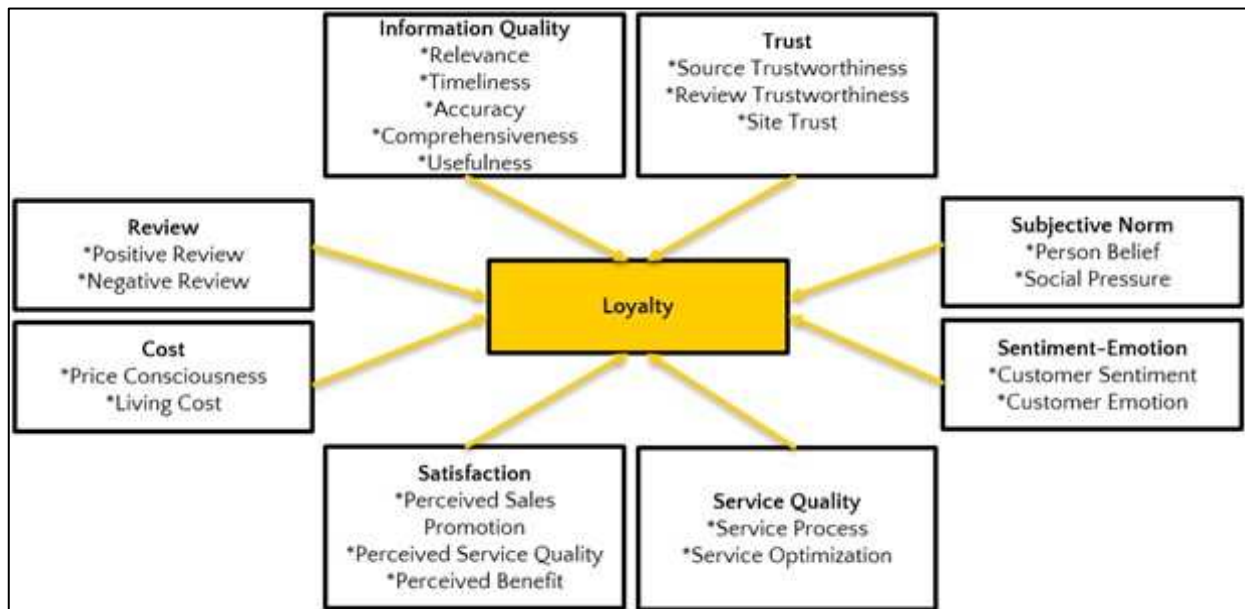 Information Quality
*Relevance
*Timeliness
*Accuracy
*Comprehensiveness
*Usefulness
Trust
*Source Trustworthiness
*Review Trustworthiness
*Site Trust
Review
*Positive Review
*Negative Review
Subjective Norm
*Person Belief
*Social Pressure
Loyalty
Cost
*Price Consciousness
*Living Cost
Sentiment-Emotion
*Customer Sentiment
*Customer Emotion
Satisfaction
*Perceived Sales
Promotion
*Perceived Service Quality
*Perceived Benefit
Service Quality
*Service Process
*Service Optimization